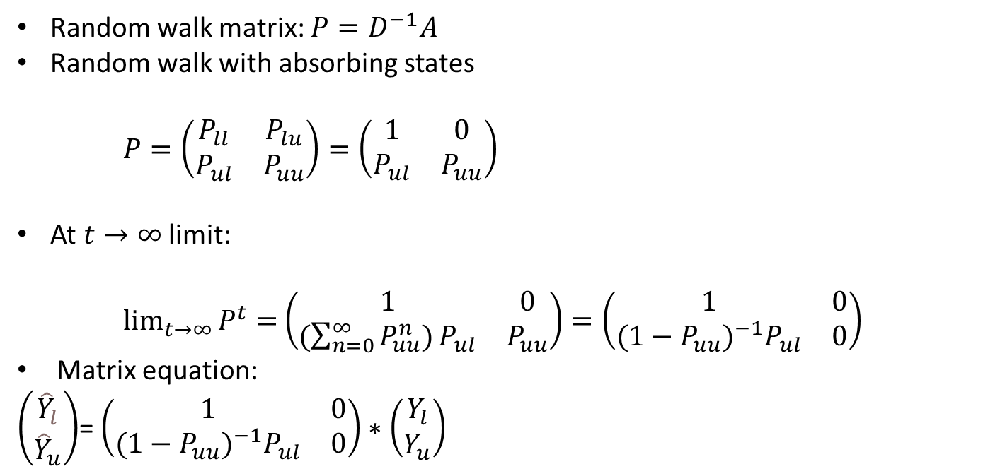 • Random walk matrix: $P = D^{-1}A$
• Random walk with absorbing states
$P = \begin{pmatrix} P_{ll} & P_{lu} \\ P_{ul} & P_{uu} \end{pmatrix} = \begin{pmatrix} 1 & 0 \\ P_{ul} & P_{uu} \end{pmatrix}$
• At $t \to \infty$ limit:
$\lim_{t \to \infty} P^t = \begin{pmatrix} 1 & 0 \\ (\sum_{n=0}^{\infty} P_{uu}^n) P_{ul} & P_{uu} \end{pmatrix} = \begin{pmatrix} 1 & 0 \\ (1 - P_{uu})^{-1} P_{ul} & 0 \end{pmatrix}$
• Matrix equation:
$\begin{pmatrix} \hat{Y}_l \\ \hat{Y}_u \end{pmatrix} = \begin{pmatrix} 1 & 0 \\ (1 - P_{uu})^{-1} P_{ul} & 0 \end{pmatrix} * \begin{pmatrix} Y_l \\ Y_u \end{pmatrix}$